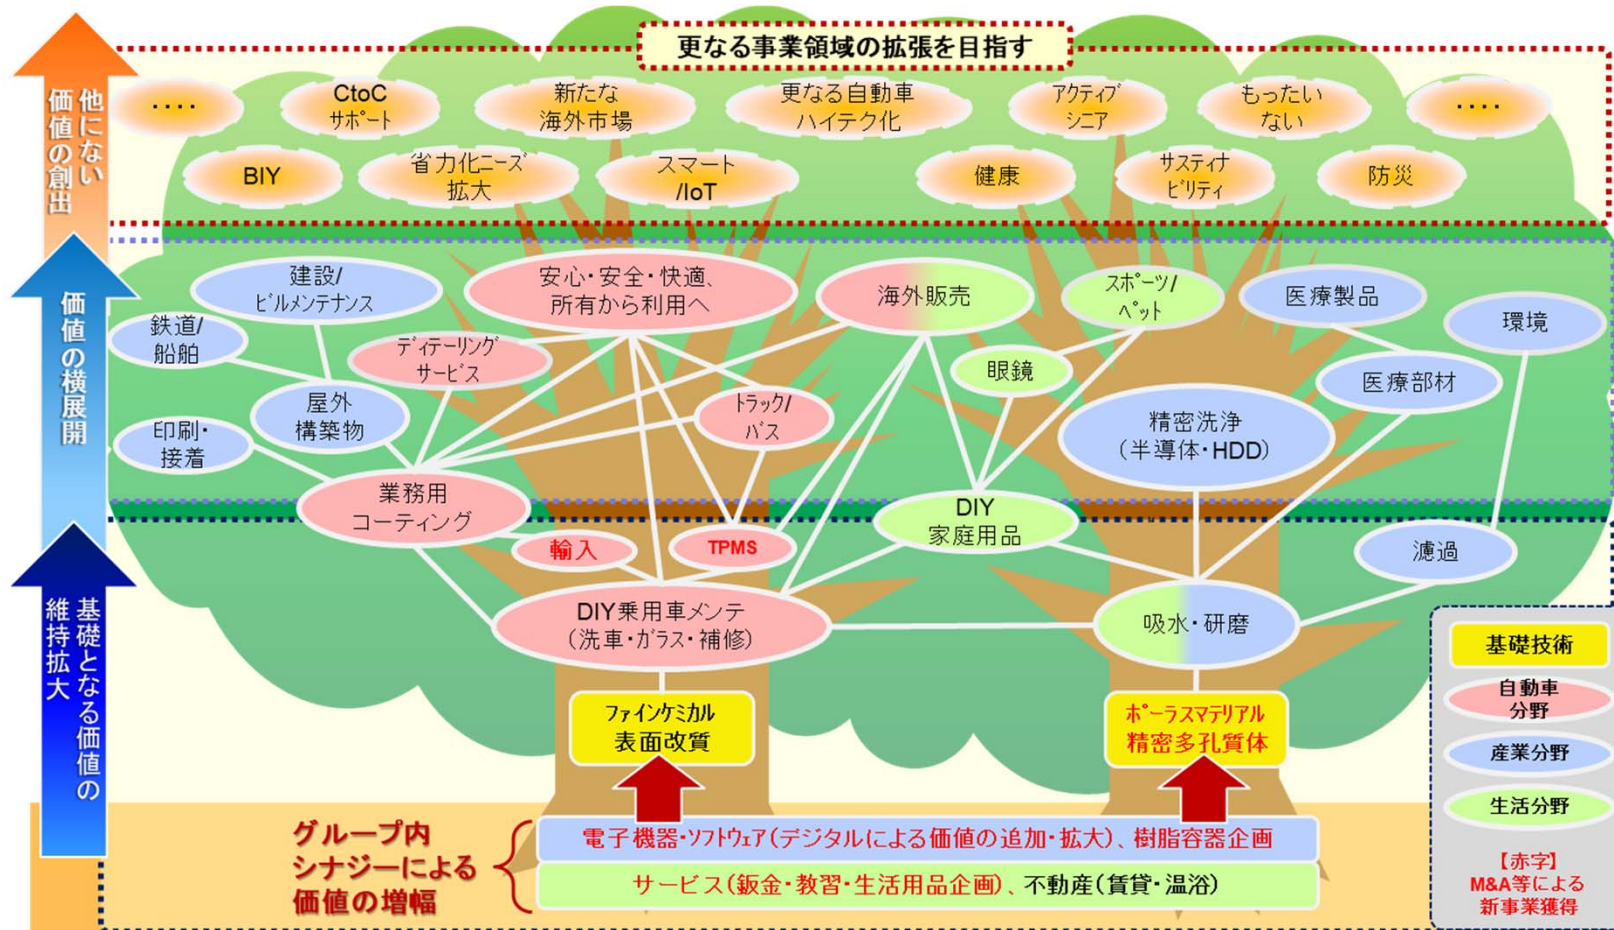 更なる事業領域の拡張を目指す
他にない
価値の創出
‥‥
CtoC
サポート
新たな
海外市場
更なる自動車
ハイテク化
アクティブ
シニア
もったい
ない
‥‥
BIY
省力化ニーズ
拡大
スマート
/IoT
健康
サスティナ
ビリティ
防災
価値の横展開
建設/
ビルメンテナンス
安心・安全・快適、
所有から利用へ
海外販売
スポーツ/
ペット
医療製品
環境
鉄道/
船舶
ディテーリング
サービス
眼鏡
医療部材
屋外
構築物
トラック/
バス
精密洗浄
(半導体・HDD)
印刷・
接着
業務用
コーティング
DIY
家庭用品
輸入
TPMS
濾過
基礎となる価値の
維持拡大
DIY乗用車メンテ
(洗車・ガラス・補修)
吸水・研磨
ファインケミカル
表面改質
ポーラスマテリアル
精密多孔質体
グループ内
シナジーによる
価値の増幅
電子機器・ソフトウェア(デジタルによる価値の追加・拡大)、樹脂容器企画
サービス(鈑金・教習・生活用品企画)、不動産(賃貸・温浴)
基礎技術
自動車
分野
産業分野
生活分野
【赤字】
M&A等による
新事業獲得